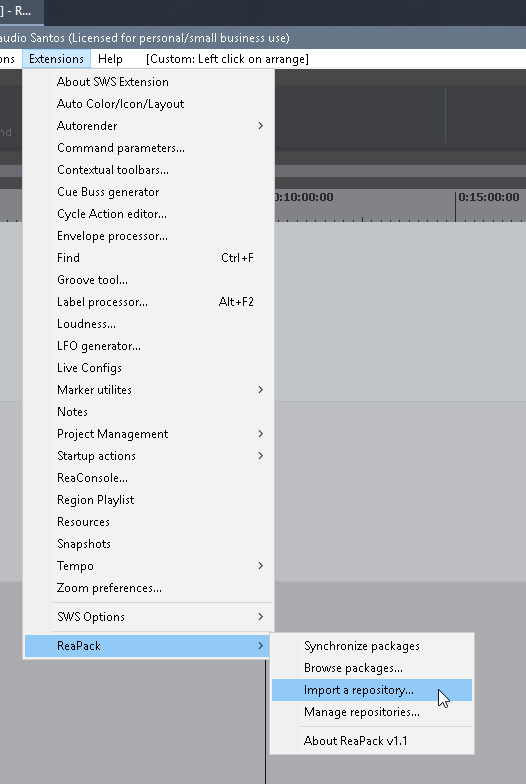 ] - R...
audio Santos (Licensed for personal/small business use)
ons Extensions Help [Custom: Left click on arrange]
nd
0:10:00:00 0:15:00:00
About SWS Extension
Auto Color/Icon/Layout
Autorender
Command parameters...
Contextual toolbars...
Cue Buss generator
Cycle Action editor...
Envelope processor...
Find Ctrl+F
Groove tool...
Label processor... Alt+F2
Loudness...
LFO generator...
Live Configs
Marker utilites
Notes
Project Management
Startup actions
ReaConsole...
Region Playlist
Resources
Snapshots
Tempo
Zoom preferences...
SWS Options
ReaPack
Synchronize packages
Browse packages...
Import a repository...
Manage repositories...
About ReaPack v1.1